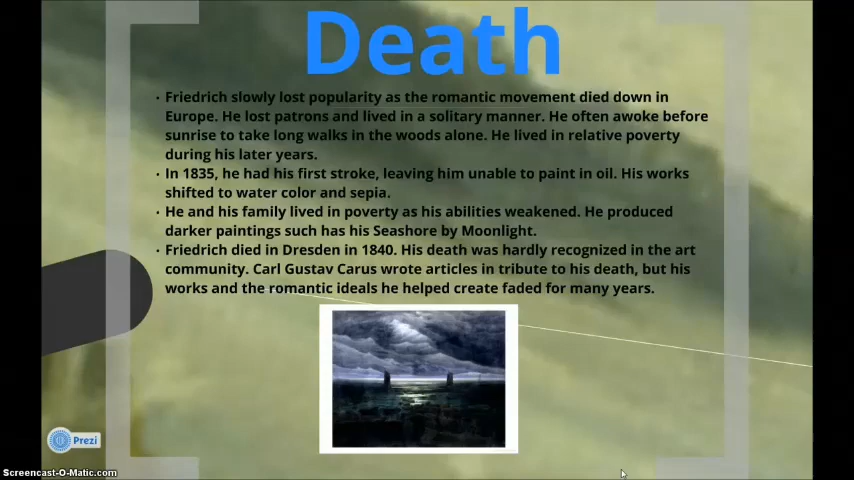 Death
· Friedrich slowly lost popularity as the romantic movement died down in
Europe. He lost patrons and lived in a solitary manner. He often awoke before
sunrise to take long walks in the woods alone. He lived in relative poverty
during his later years.
· In 1835, he had his first stroke, leaving him unable to paint in oil. His works
shifted to water color and sepia.
· He and his family lived in poverty as his abilities weakened. He produced
darker paintings such has his Seashore by Moonlight.
· Friedrich died in Dresden in 1840. His death was hardly recognized in the art
community. Carl Gustav Carus wrote articles in tribute to his death, but his
works and the romantic ideals he helped create faded for many years.
Prezi
Screencast-O-Matic.com